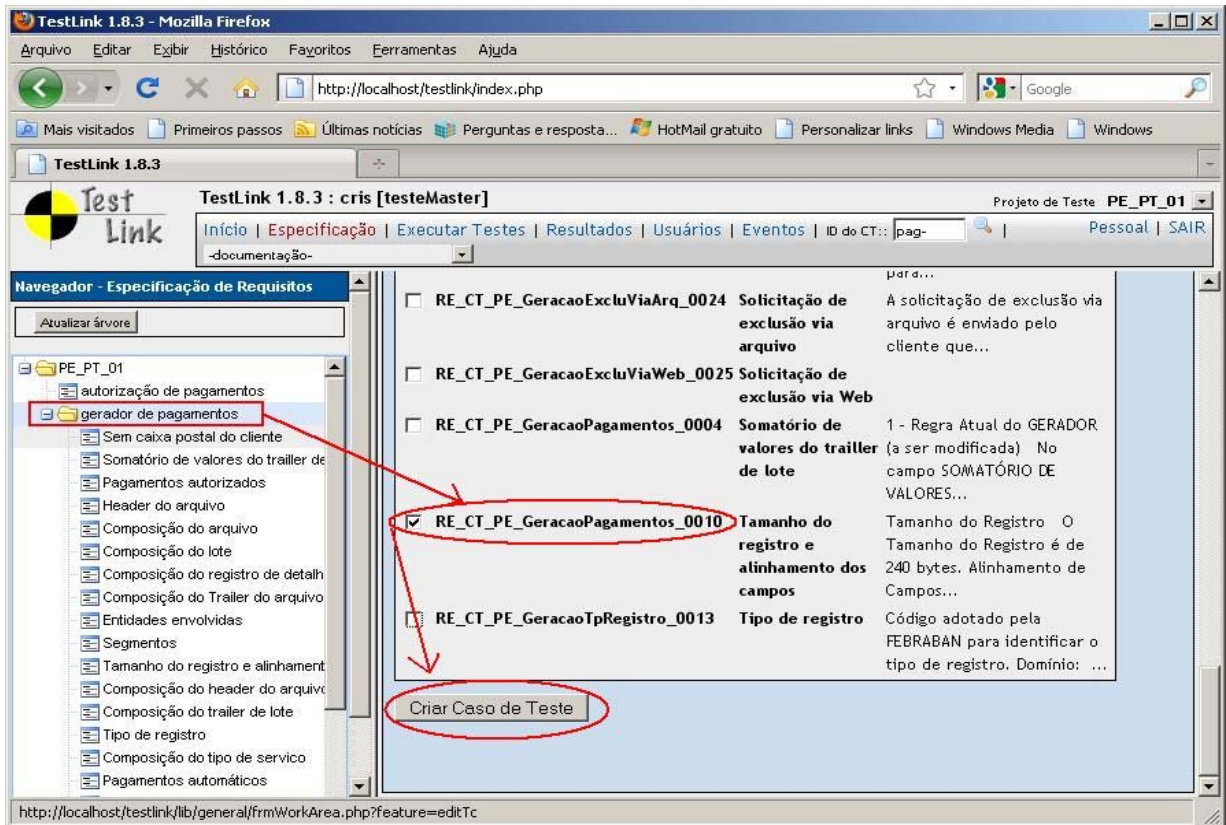 TestLink 1.8.3 - Mozilla Firefox
Arquivo Editar Exibir Histórico Favoritos Ferramentas Ajuda
http://localhost/testlink/index.php
Google
Mais visitados Primeiros passos Últimas notícias Perguntas e resposta... HotMail gratuito Personalizar links Windows Media Windows
TestLink 1.8.3
Test Link
TestLink 1.8.3 : cris [testeMaster]
Projeto de Teste PE_PT_01
Início | Especificação | Executar Testes | Resultados | Usuários | Eventos | ID do CT:: pag- | Pessoal | SAIR
-documentação-
Navegador - Especificação de Requisitos
Atualizar árvore
PE_PT_01
autorização de pagamentos
gerador de pagamentos
Sem caixa postal do cliente
Somatório de valores do trailler de
Pagamentos autorizados
Header do arquivo
Composição do arquivo
Composição do lote
Composição do registro de detalh
Composição do Trailer do arquivo
Entidades envolvidas
Segmentos
Tamanho do registro e alinhament
Composição do header do arquivo
Composição do trailer de lote
Tipo de registro
Composição do tipo de servico
Pagamentos automáticos
para...
RE_CT_PE_GeracaoExcluViaArq_0024 Solicitação de A solicitação de exclusão via
exclusão via arquivo é enviado pelo
arquivo cliente que...
RE_CT_PE_GeracaoExcluViaWeb_0025 Solicitação de
exclusão via Web
RE_CT_PE_GeracaoPagamentos_0004 Somatório de 1 - Regra Atual do GERADOR
valores do trailler (a ser modificada) No
de lote campo SOMATÓRIO DE
VALORES...
RE_CT_PE_GeracaoPagamentos_0010 Tamanho do Tamanho do Registro O
registro e Tamanho do Registro é de
alinhamento dos 240 bytes. Alinhamento de
campos Campos...
RE_CT_PE_GeracaoTpRegistro_0013 Tipo de registro Código adotado pela
FEBRABAN para identificar o
tipo de registro. Domínio: ...
Criar Caso de Teste
http://localhost/testlink/lib/general/frmWorkArea.php?feature=editTc